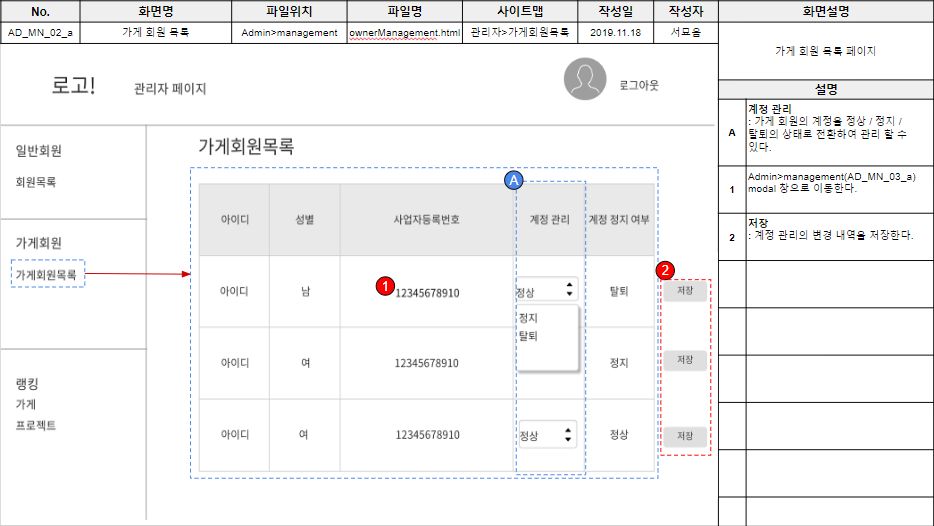 No. 화면명 파일위치 파일명 사이트맵 작성일 작성자 화면설명
AD_MN_02_a 가게 회원 목록 Admin>management ownerManagement.html 관리자>가게회원목록 2019.11.18 서묘음
가게 회원 목록 페이지
로고! 관리자 페이지 로그아웃
설명
A 계정 관리
: 가게 회원의 계정을 정상 / 정지 /
탈퇴의 상태로 전환하여 관리 할 수
있다.
1 Admin>management(AD_MN_03_a)
modal 창으로 이동한다.
2 저장
: 계정 관리의 변경 내역을 저장한다.
일반회원
회원목록
가게회원
가게회원목록
랭킹
가게
프로젝트
가게회원목록
A
아이디 성별 사업자등록번호 계정 관리 계정 정지 여부
2
아이디 남 1 12345678910 정상 탈퇴 저장
정지
탈퇴
아이디 여 12345678910 정지 저장
아이디 여 12345678910 정상 정상 저장